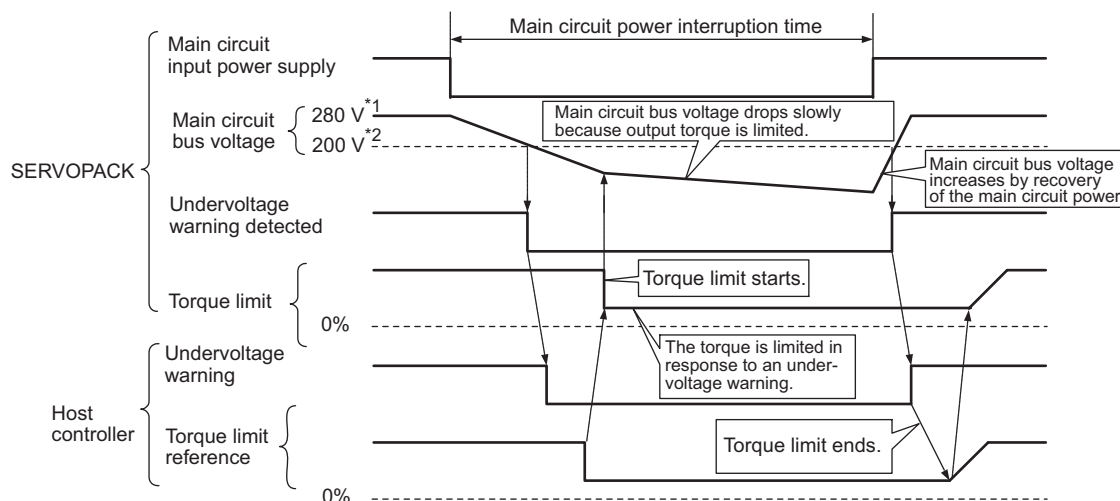 Main circuit power interruption time
Main circuit
input power supply
Main circuit
bus voltage
280 V*1
200 V*2
Main circuit bus voltage drops slowly
because output torque is limited.
Main circuit bus voltage
increases by recovery
of the main circuit power.
SERVOPACK
Undervoltage
warning detected
Torque limit starts.
Torque limit
0%
The torque is limited in
response to an under-
voltage warning.
Undervoltage
warning
Host
controller
Torque limit
reference
Torque limit ends.
0%